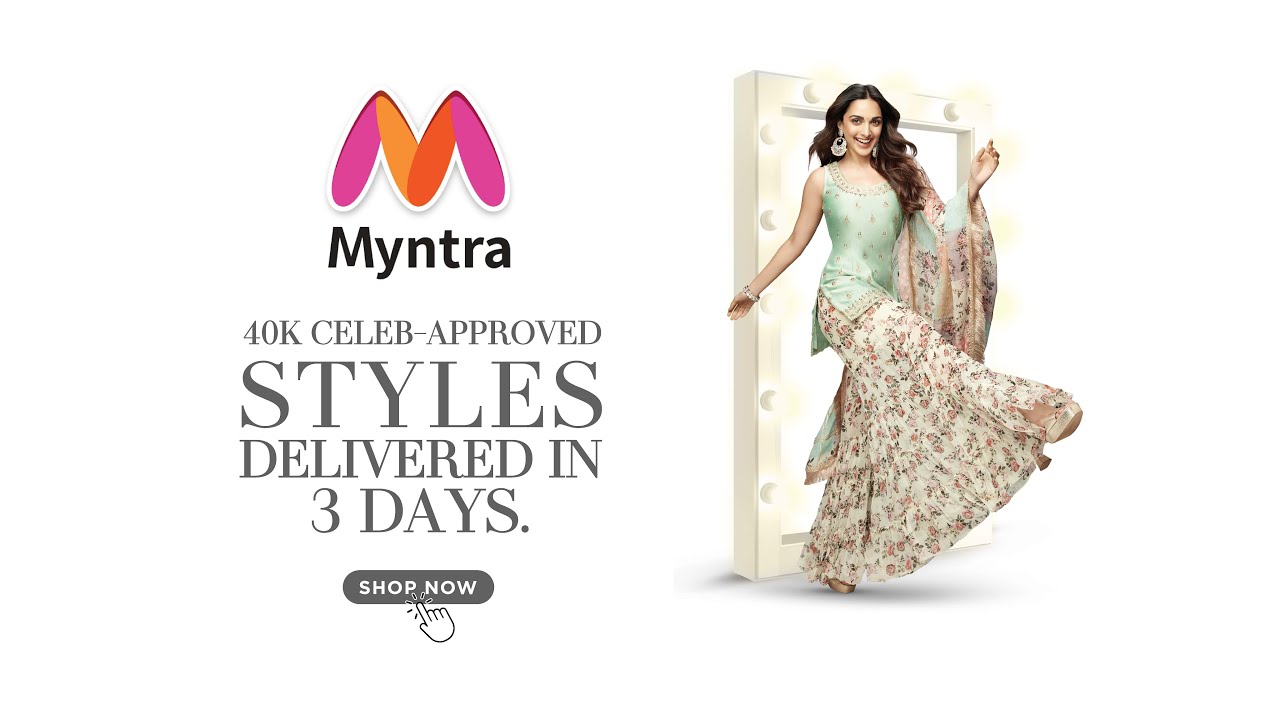 Myntra
40K CELEB-APPROVED
STYLES
DELIVERED IN
3 DAYS.
SHOP NOW